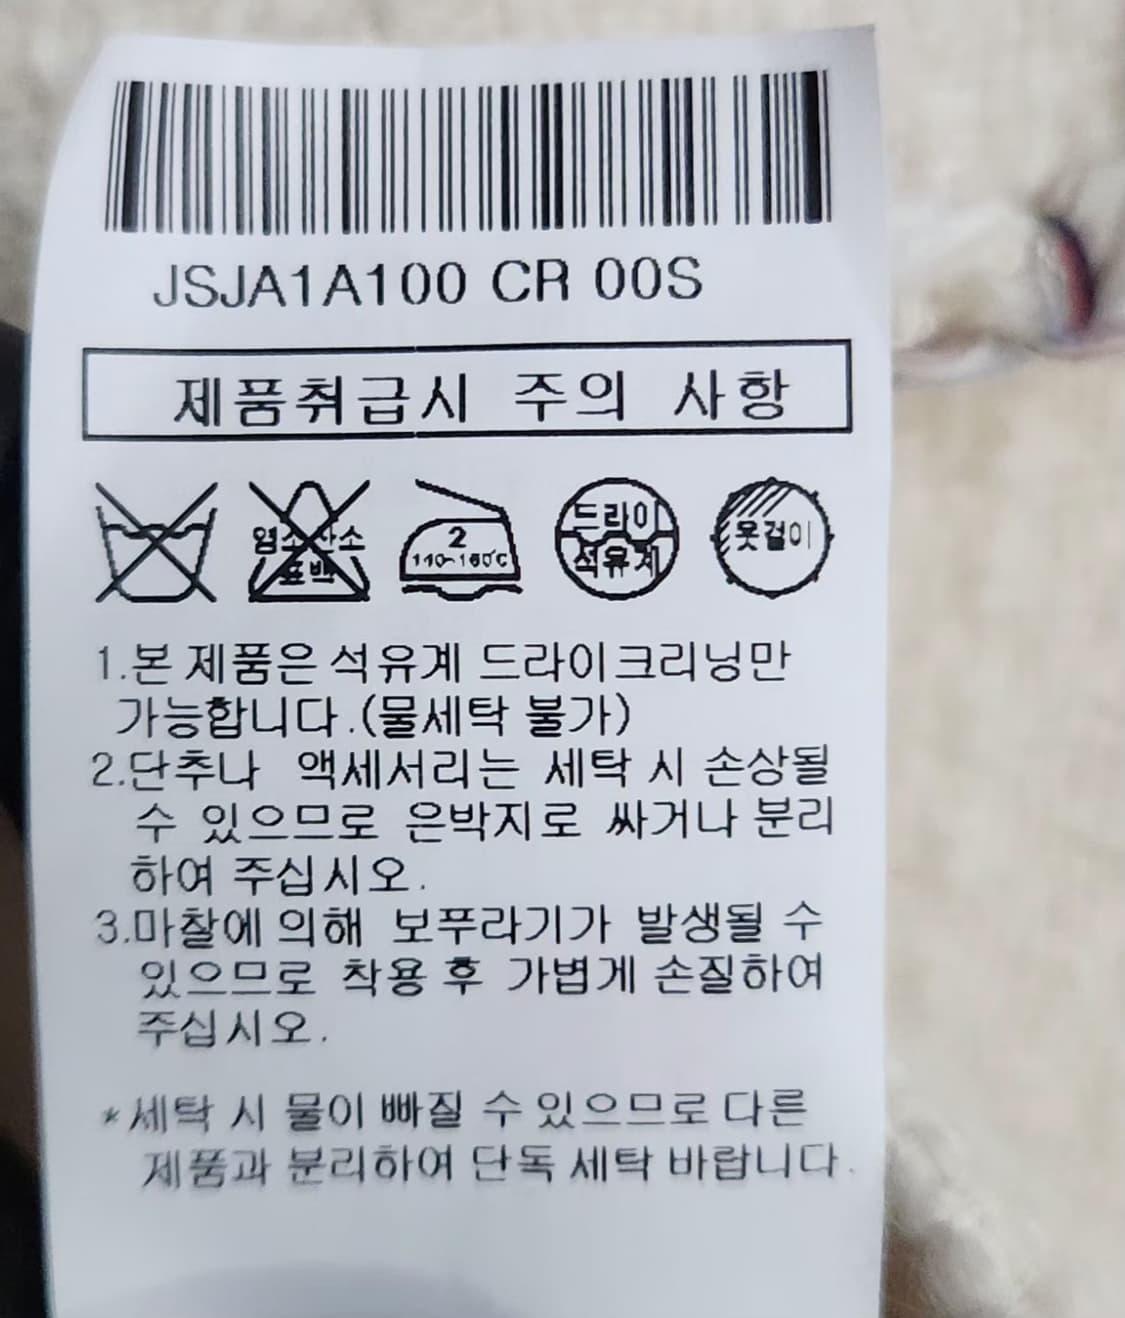 JSJA1A100 CR 00S
제품취급시 주의 사항
염소산소
표백
2
140~160℃
드라이
석유계
옷걸이
1.본 제품은 석유계 드라이크리닝만
가능합니다.(물세탁 불가)
2.단추나 액세서리는 세탁 시 손상될
수 있으므로 은박지로 싸거나 분리
하여 주십시오.
3.마찰에 의해 보푸라기가 발생될 수
있으므로 착용 후 가볍게 손질하여
주십시오.
*세탁 시 물이 빠질 수 있으므로 다른
제품과 분리하여 단독 세탁 바랍니다.